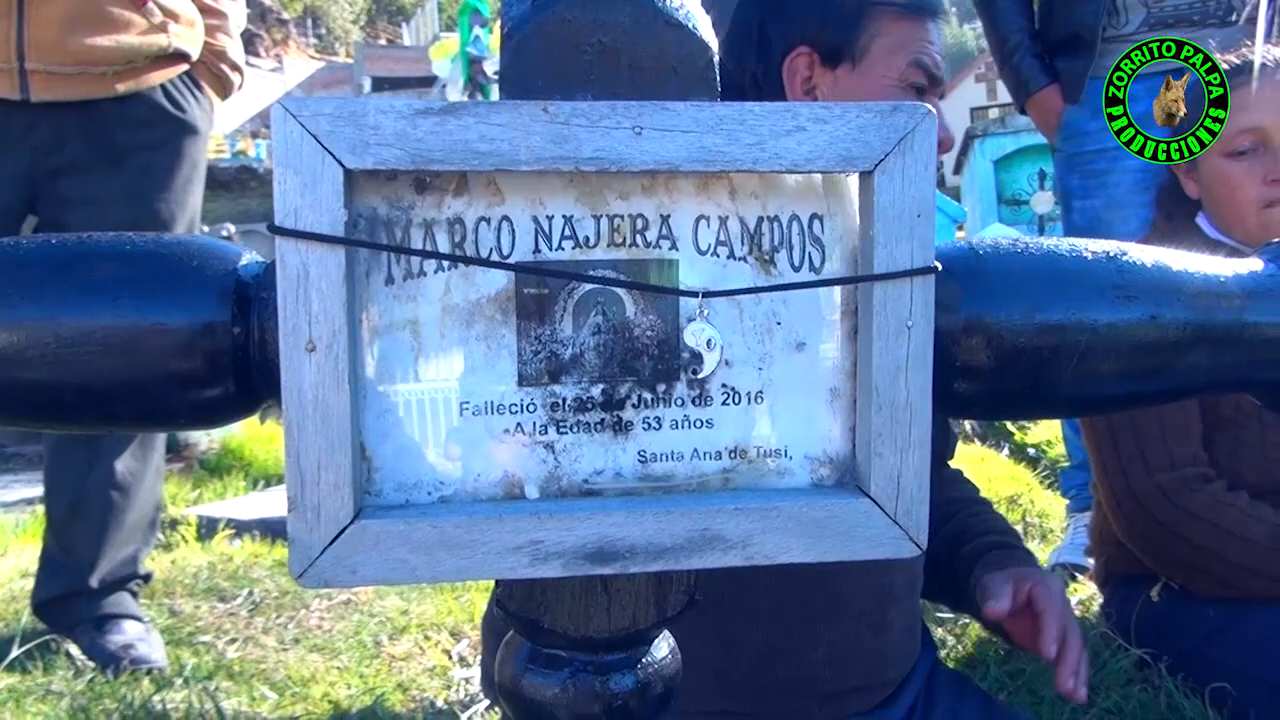 MARCO NAJERA CAMPOS
Falleció el 25 de Junio de 2016
A la Edad de 53 años
Santa Ana de Tusi,
ZORRITO PALPA
PRODUCCIONES